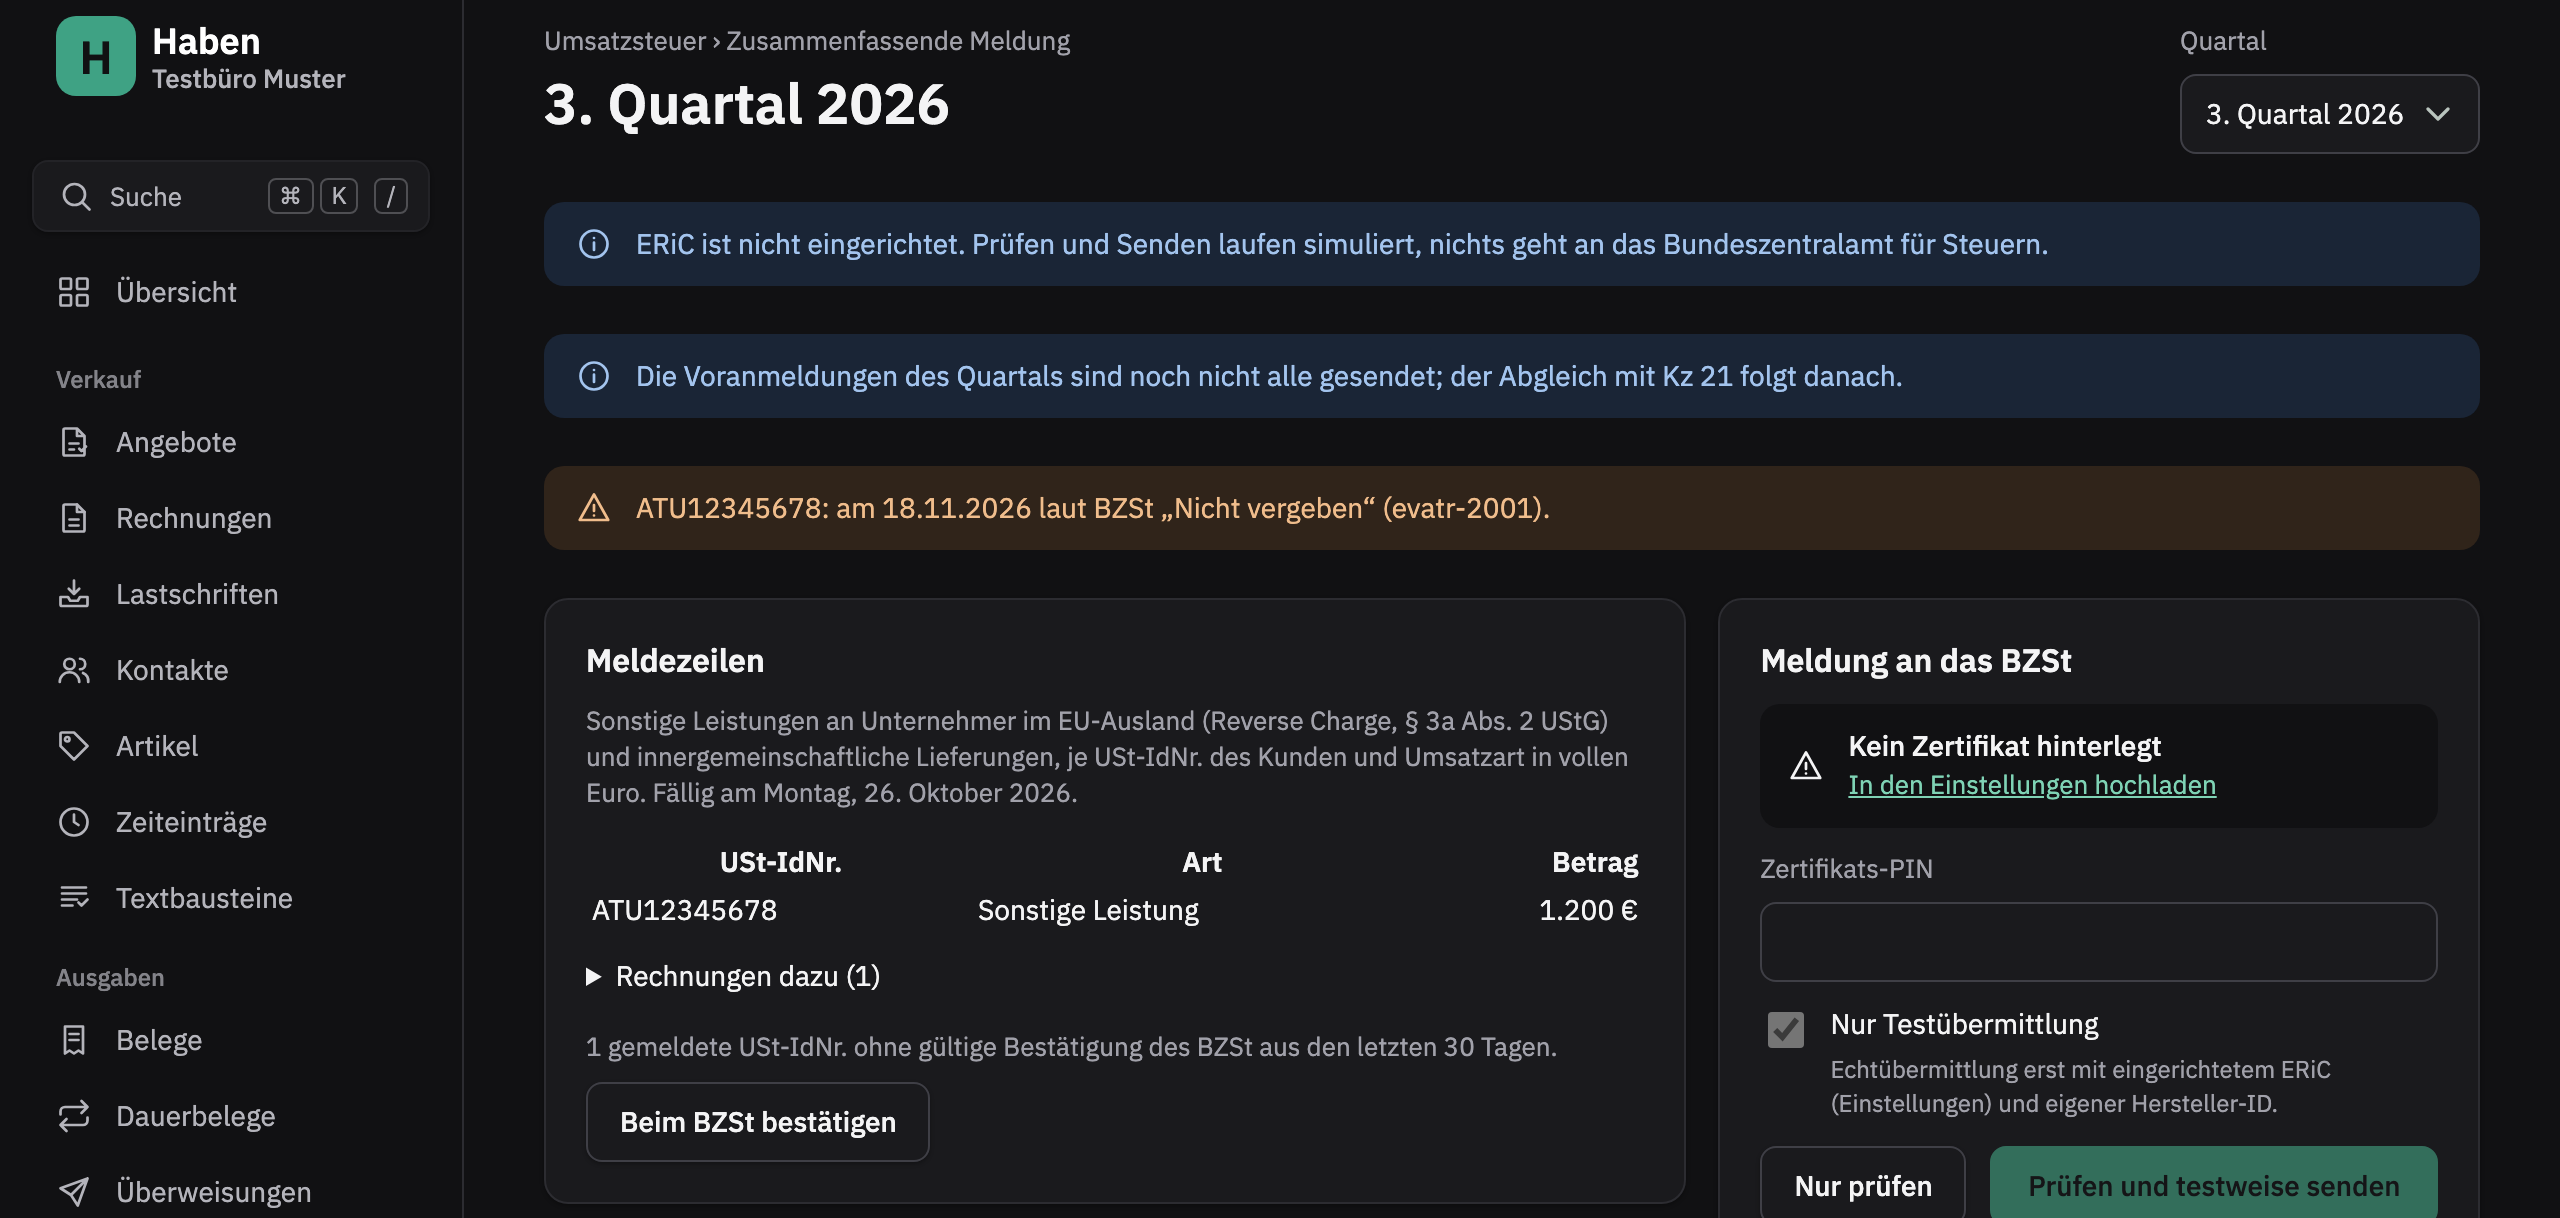 H
Haben
Testbüro Muster
Suche
⌘ K /
Übersicht
Verkauf
Angebote
Rechnungen
Lastschriften
Kontakte
Artikel
Zeiteinträge
Textbausteine
Ausgaben
Belege
Dauerbelege
Überweisungen
Umsatzsteuer › Zusammenfassende Meldung
3. Quartal 2026
Quartal
3. Quartal 2026
ERiC ist nicht eingerichtet. Prüfen und Senden laufen simuliert, nichts geht an das Bundeszentralamt für Steuern.
Die Voranmeldungen des Quartals sind noch nicht alle gesendet; der Abgleich mit Kz 21 folgt danach.
ATU12345678: am 18.11.2026 laut BZSt „Nicht vergeben“ (evatr-2001).
Meldezeilen
Sonstige Leistungen an Unternehmer im EU-Ausland (Reverse Charge, § 3a Abs. 2 UStG)
und innergemeinschaftliche Lieferungen, je USt-IdNr. des Kunden und Umsatzart in vollen
Euro. Fällig am Montag, 26. Oktober 2026.
USt-IdNr. Art Betrag
ATU12345678 Sonstige Leistung 1.200 €
Rechnungen dazu (1)
1 gemeldete USt-IdNr. ohne gültige Bestätigung des BZSt aus den letzten 30 Tagen.
Beim BZSt bestätigen
Meldung an das BZSt
Kein Zertifikat hinterlegt
In den Einstellungen hochladen
Zertifikats-PIN
Nur Testübermittlung
Echtübermittlung erst mit eingerichtetem ERiC
(Einstellungen) und eigener Hersteller-ID.
Nur prüfen
Prüfen und testweise senden